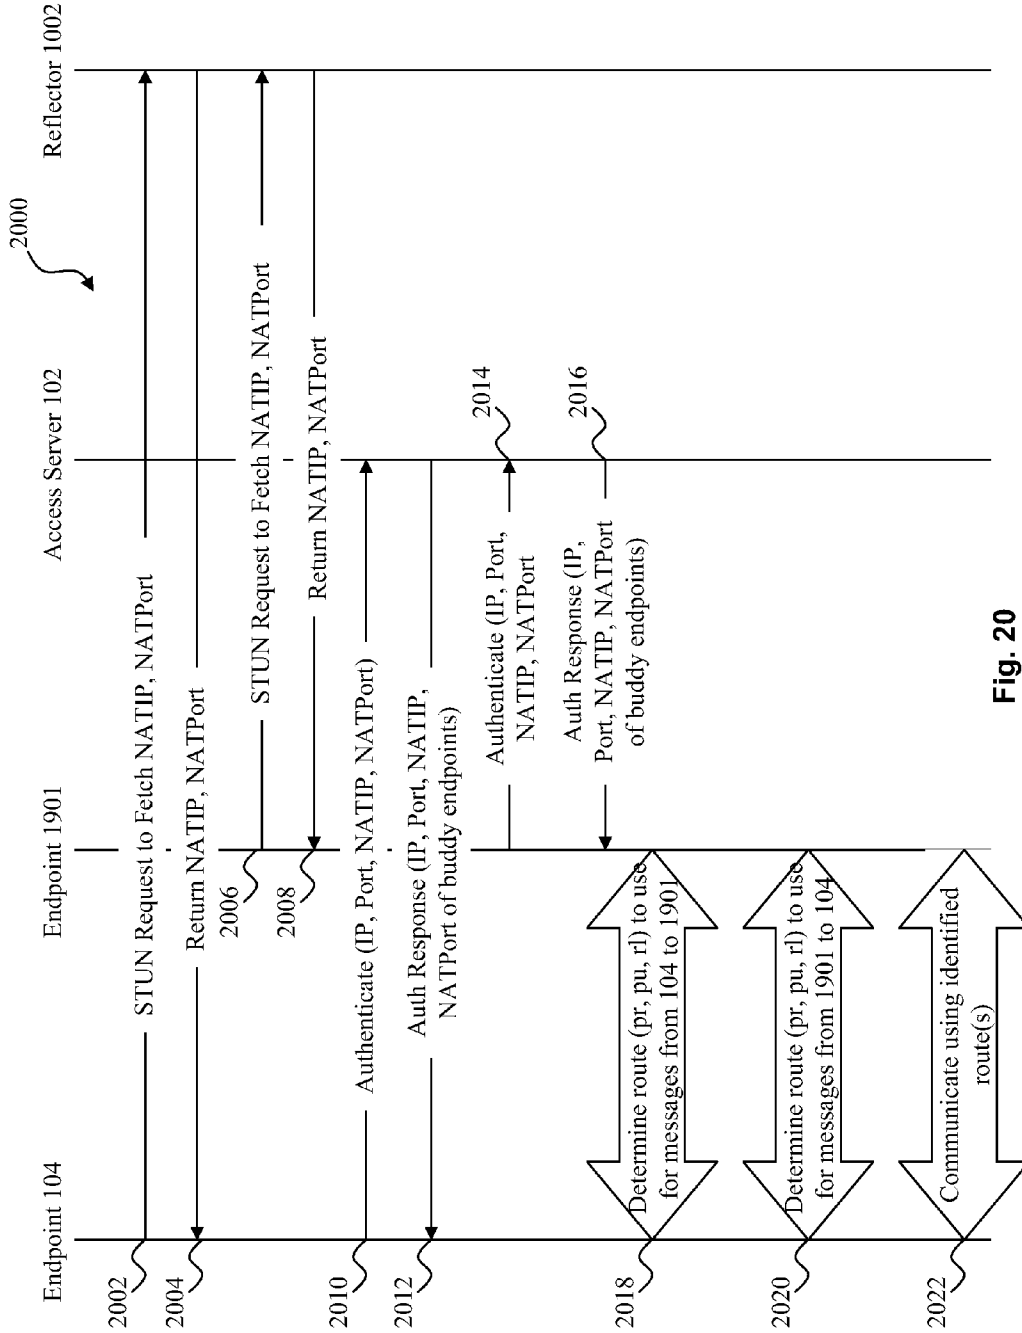 2000
Endpoint 104
Endpoint 1901
Access Server 102
Reflector 1002
2002
STUN Request to Fetch NATIP, NATPort
2004
Return NATIP, NATPort
2006
STUN Request to Fetch NATIP, NATPort
2008
Return NATIP, NATPort
2010
Authenticate (IP, Port, NATIP, NATPort)
2012
Auth Response (IP, Port, NATIP,
NATPort of buddy endpoints)
2014
Authenticate (IP, Port,
NATIP, NATPort
2016
Auth Response (IP,
Port, NATIP, NATPort
of buddy endpoints)
2018
Determine route (pr, pu, rl) to use
for messages from 104 to 1901
2020
Determine route (pr, pu, rl) to use
for messages from 1901 to 104
2022
Communicate using identified
route(s)
Fig. 20